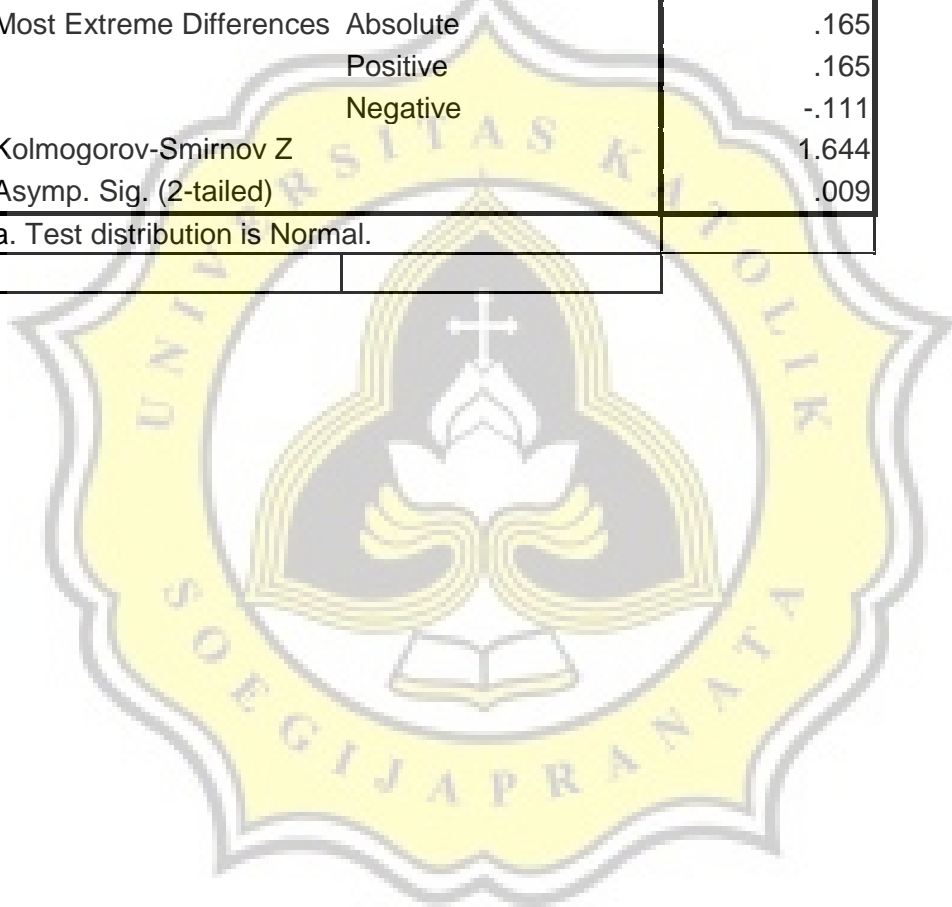 Most Extreme Differences Absolute .165
Positive .165
Negative -.111
Kolmogorov-Smirnov Z 1.644
Asymp. Sig. (2-tailed) .009
a. Test distribution is Normal.
UNIVERSITAS KATOLIK
SOEGIJAPRANATA